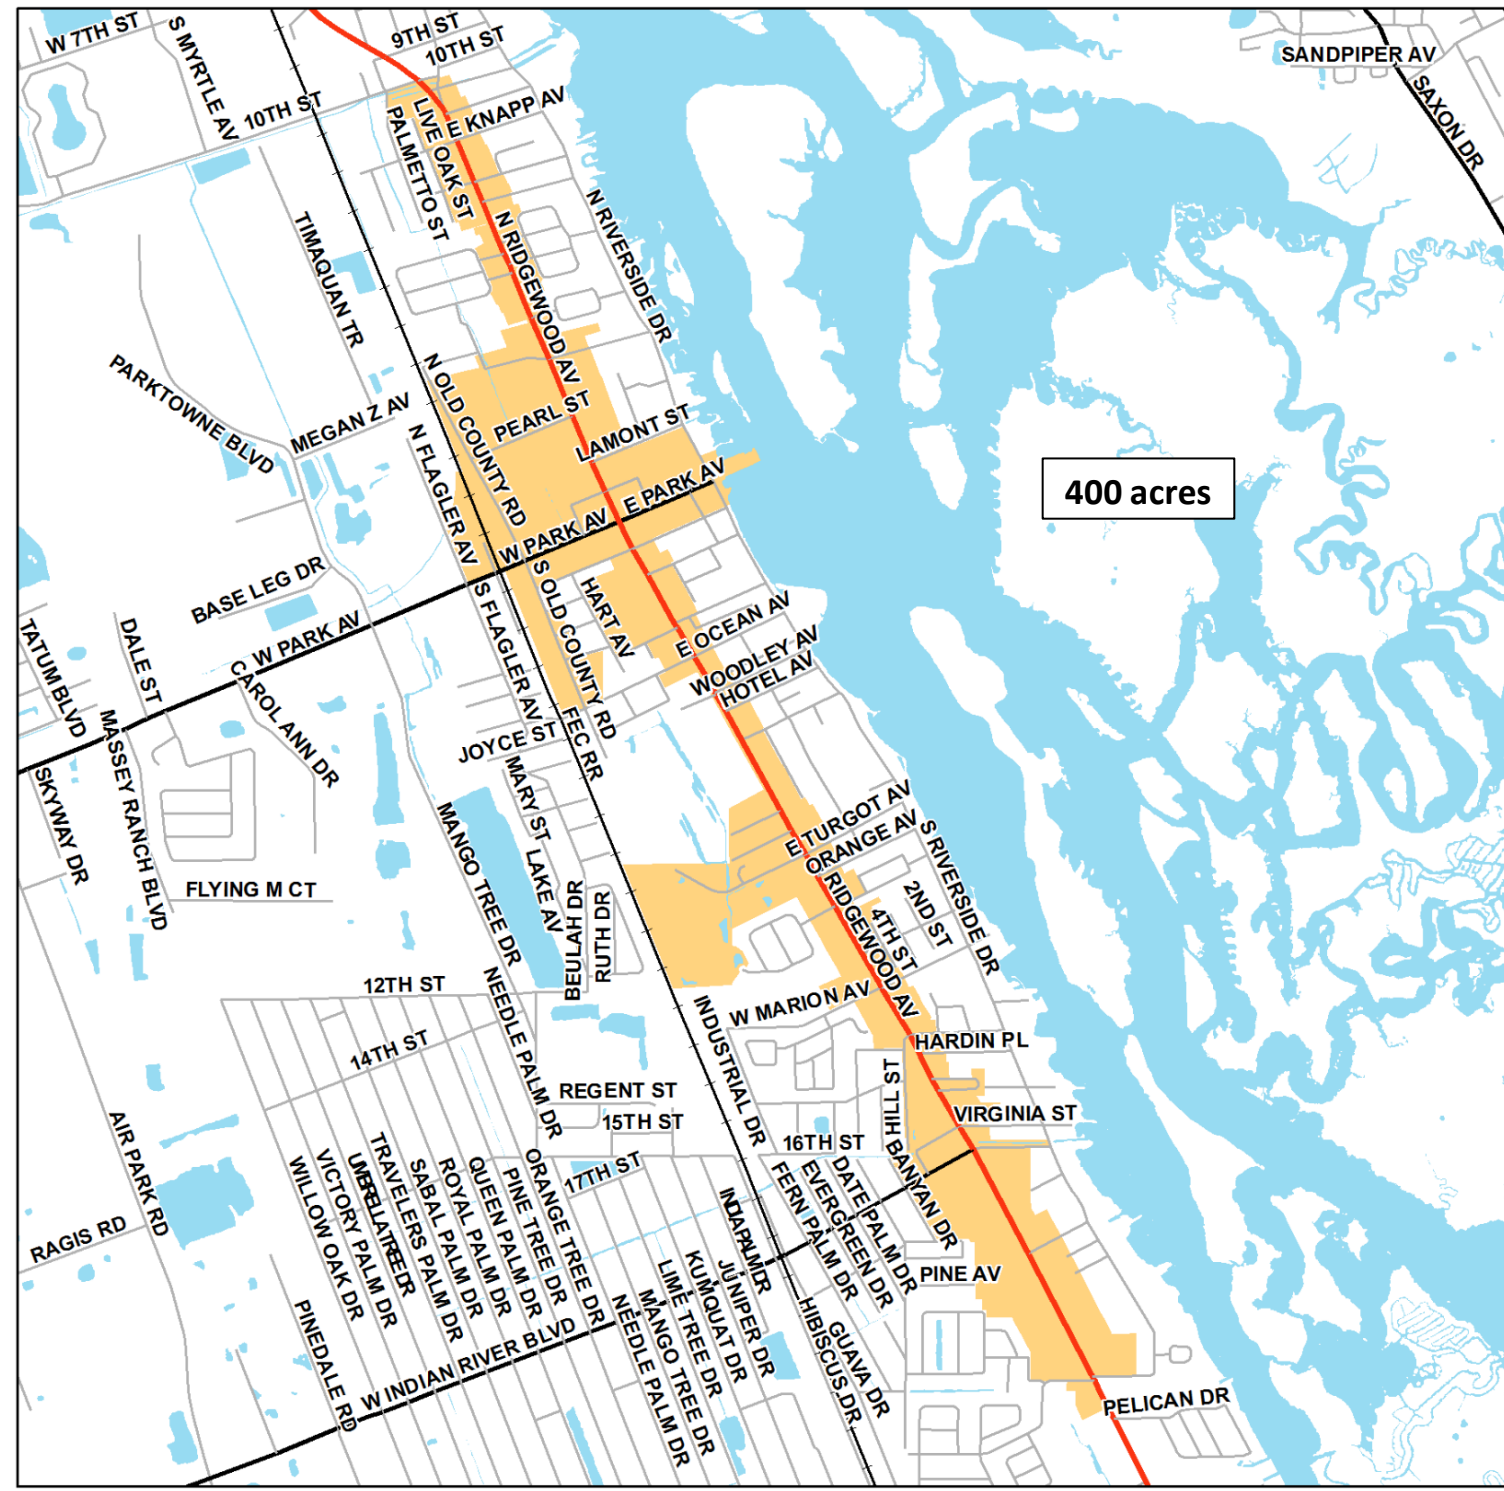 W 7TH ST
S MYRTLE AV
9TH ST
10TH ST
SANDPIPER AV
SAXON DR
10TH ST
E KNAPP AV
LIVE OAK ST
PALMETTO ST
N RIVERSIDE DR
N RIDGEWOOD AV
TIMAQUAN TR
PARKTOWNE BLVD
MEGAN Z AV
N OLD COUNTY RD
PEARL ST
LAMONT ST
N FLAGLER AV
E PARK AV
400 acres
W PARK AV
BASE LEG DR
S OLD COUNTY RD
HART AV
S FLAGLER AV
E OCEAN AV
WOODLEY AV
HOTEL AV
TATUM BLVD
DALE ST
W PARK AV
CAROL ANN DR
MASSEY RANCH BLVD
SKYWAY DR
JOYCE ST
FEC RR
MARY ST
LAKE AV
MANGO TREE DR
E TURGOT AV
ORANGE AV
S RIVERSIDE DR
FLYING M CT
BEULAH DR
RUTH DR
S RIDGEWOOD AV
2ND ST
4TH ST
12TH ST
NEEDLE PALM DR
W MARION AV
INDUSTRIAL DR
HARDIN PL
14TH ST
REGENT ST
15TH ST
HILL ST
VIRGINIA ST
16TH ST
AIR PARK RD
17TH ST
BANYAN DR
WILLOW OAK DR
VICTORY PALM DR
UMBRELLA TREE DR
TRAVELERS PALM DR
SABAL PALM DR
ROYAL PALM DR
QUEEN PALM DR
PINE TREE DR
ORANGE TREE DR
INDIA PALM DR
FERN PALM DR
EVERGREEN DR
DATE PALM DR
RAGIS RD
PINE AV
PINEDALE RD
W INDIAN RIVER BLVD
NEEDLE PALM DR
MANGO TREE DR
LIME TREE DR
KUMQUAT DR
JUNIPER DR
HIBISCUS DR
GUAVA DR
PELICAN DR